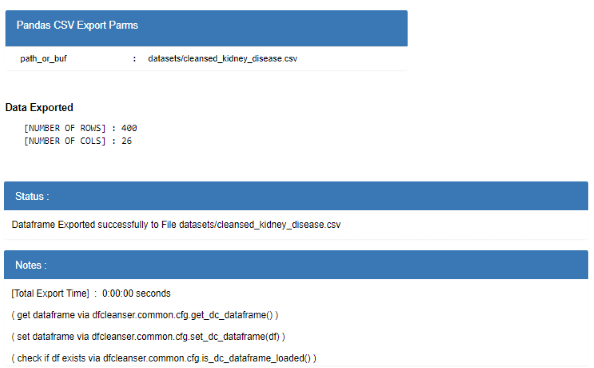 Pandas CSV Export Parms
path_or_buf : datasets/cleansed_kidney_disease.csv
Data Exported
[NUMBER OF ROWS] : 400
[NUMBER OF COLS] : 26
Status :
Dataframe Exported successfully to File datasets/cleansed_kidney_disease.csv
Notes :
[Total Export Time] : 0:00:00 seconds
( get dataframe via dfcleanser.common.cfg.get_dc_dataframe() )
( set dataframe via dfcleanser.common.cfg.set_dc_dataframe(df) )
( check if df exists via dfcleanser.common.cfg.is_dc_dataframe_loaded() )